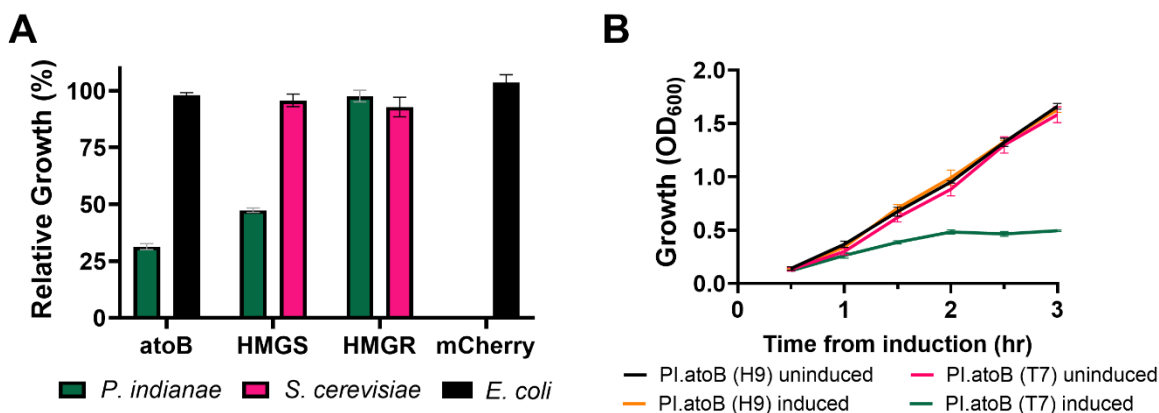 A
Relative Growth (%)
100
75
50
25
0
atoB HMGS HMGR mCherry
P. indianae S. cerevisiae E. coli
B
Growth (OD600)
2.0
1.5
1.0
0.5
0.0
0 1 2 3
Time from induction (hr)
PI.atoB (H9) uninduced PI.atoB (T7) uninduced
PI.atoB (H9) induced PI.atoB (T7) induced